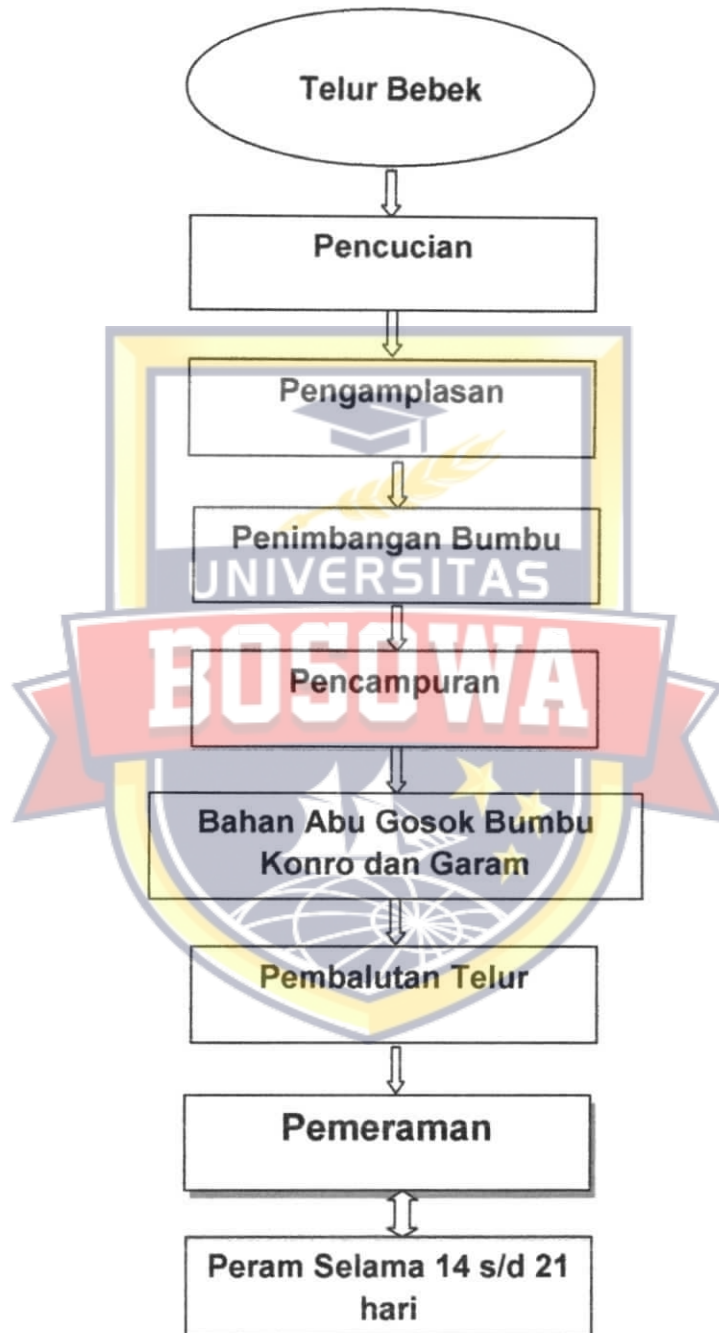 Telur Bebek
Pencucian
Pengamplasan
Penimbangan Bumbu
UNIVERSITAS
BOSOWA
Pencampuran
Bahan Abu Gosok Bumbu
Konro dan Garam
Pembalutan Telur
Pemeraman
Peram Selama 14 s/d 21
hari